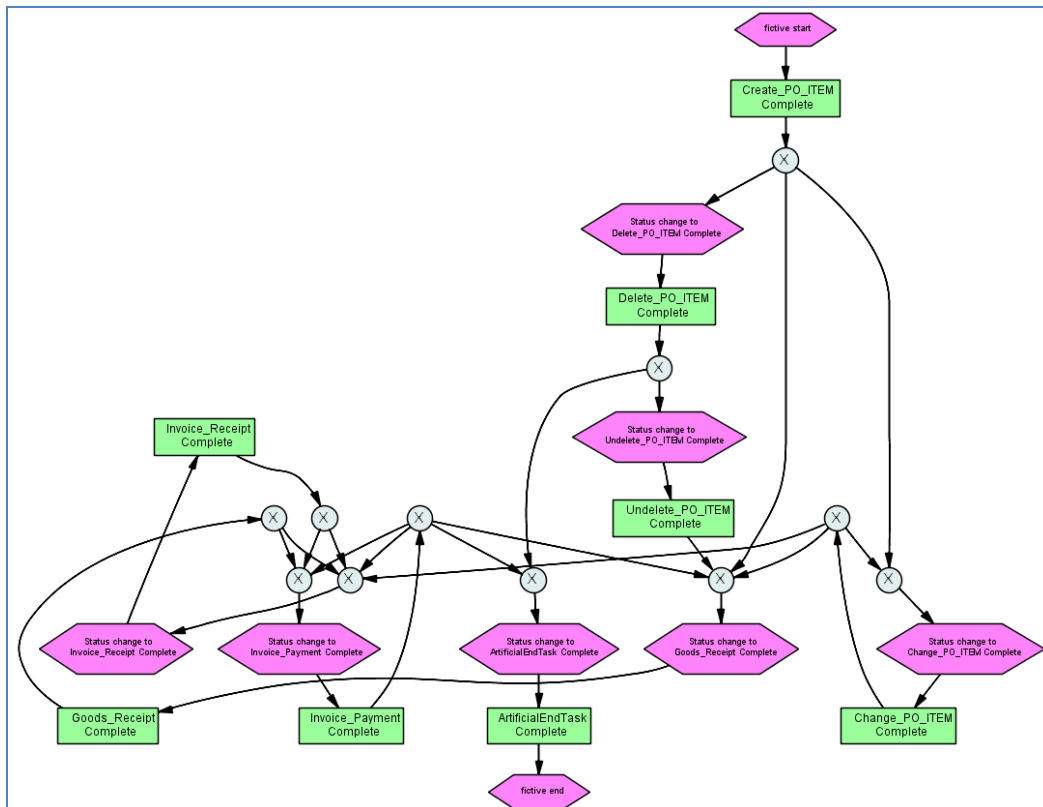 fictive start
Create_PO_ITEM
Complete
X
Status change to
Delete_PO_ITEM Complete
Delete_PO_ITEM
Complete
X
Status change to
Undelete_PO_ITEM Complete
Invoice_Receipt
Complete
Undelete_PO_ITEM
Complete
X
X
X
X
X
X
X
X
X
Status change to
Invoice_Receipt Complete
Status change to
Invoice_Payment Complete
Status change to
ArtificialEndTask Complete
Status change to
Goods_Receipt Complete
Status change to
Change_PO_ITEM Complete
Goods_Receipt
Complete
Invoice_Payment
Complete
ArtificialEndTask
Complete
Change_PO_ITEM
Complete
fictive end